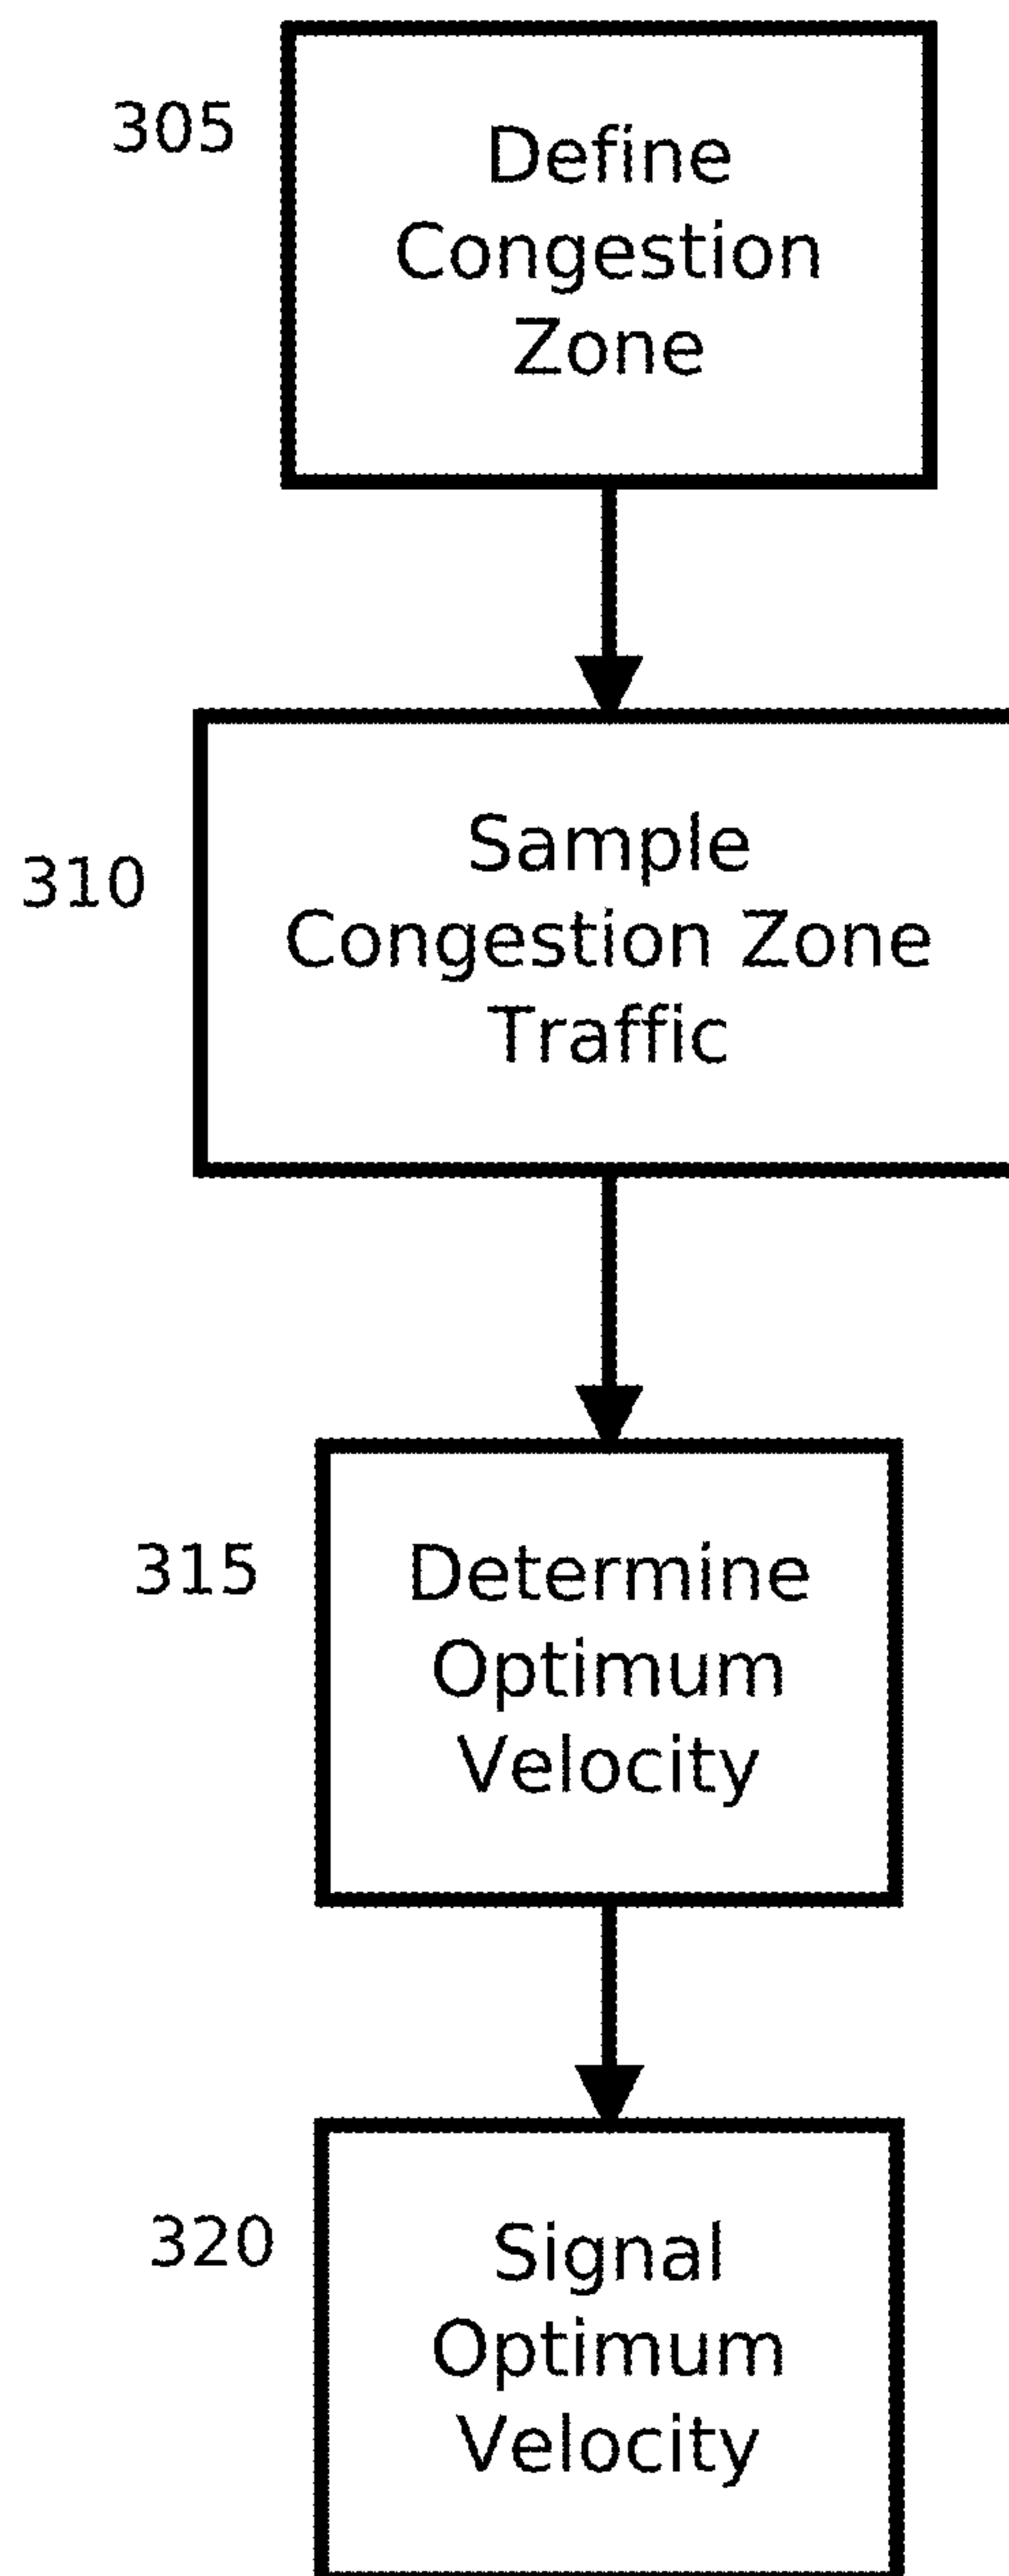 305
Define
Congestion
Zone
310
Sample
Congestion Zone
Traffic
315
Determine
Optimum
Velocity
320
Signal
Optimum
Velocity